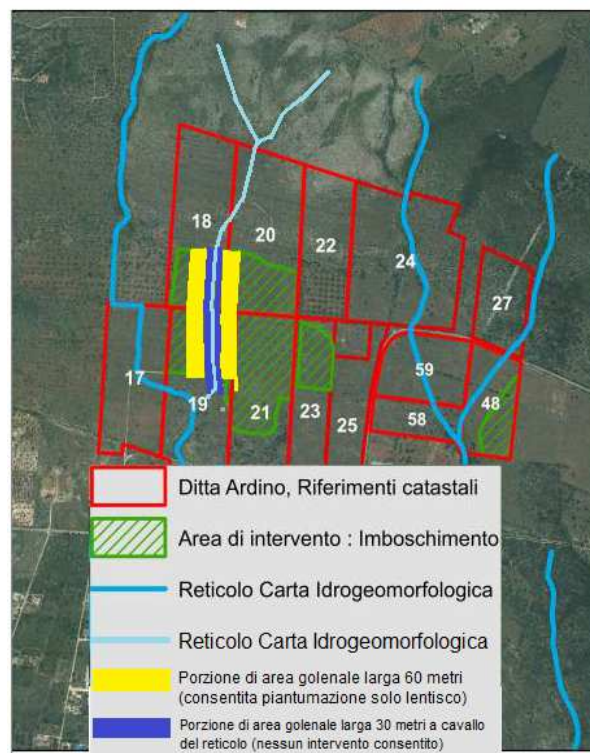 18
20
22
24
27
17
19
21
23
25
59
58
48
Ditta Ardino, Riferimenti catastali
Area di intervento : Imboschimento
Reticolo Carta Idrogeomorfologica
Reticolo Carta Idrogeomorfologica
Porzione di area golenale larga 60 metri
(consentita piantumazione solo lentisco)
Porzione di area golenale larga 30 metri a cavallo
del reticolo (nessun intervento consentito)